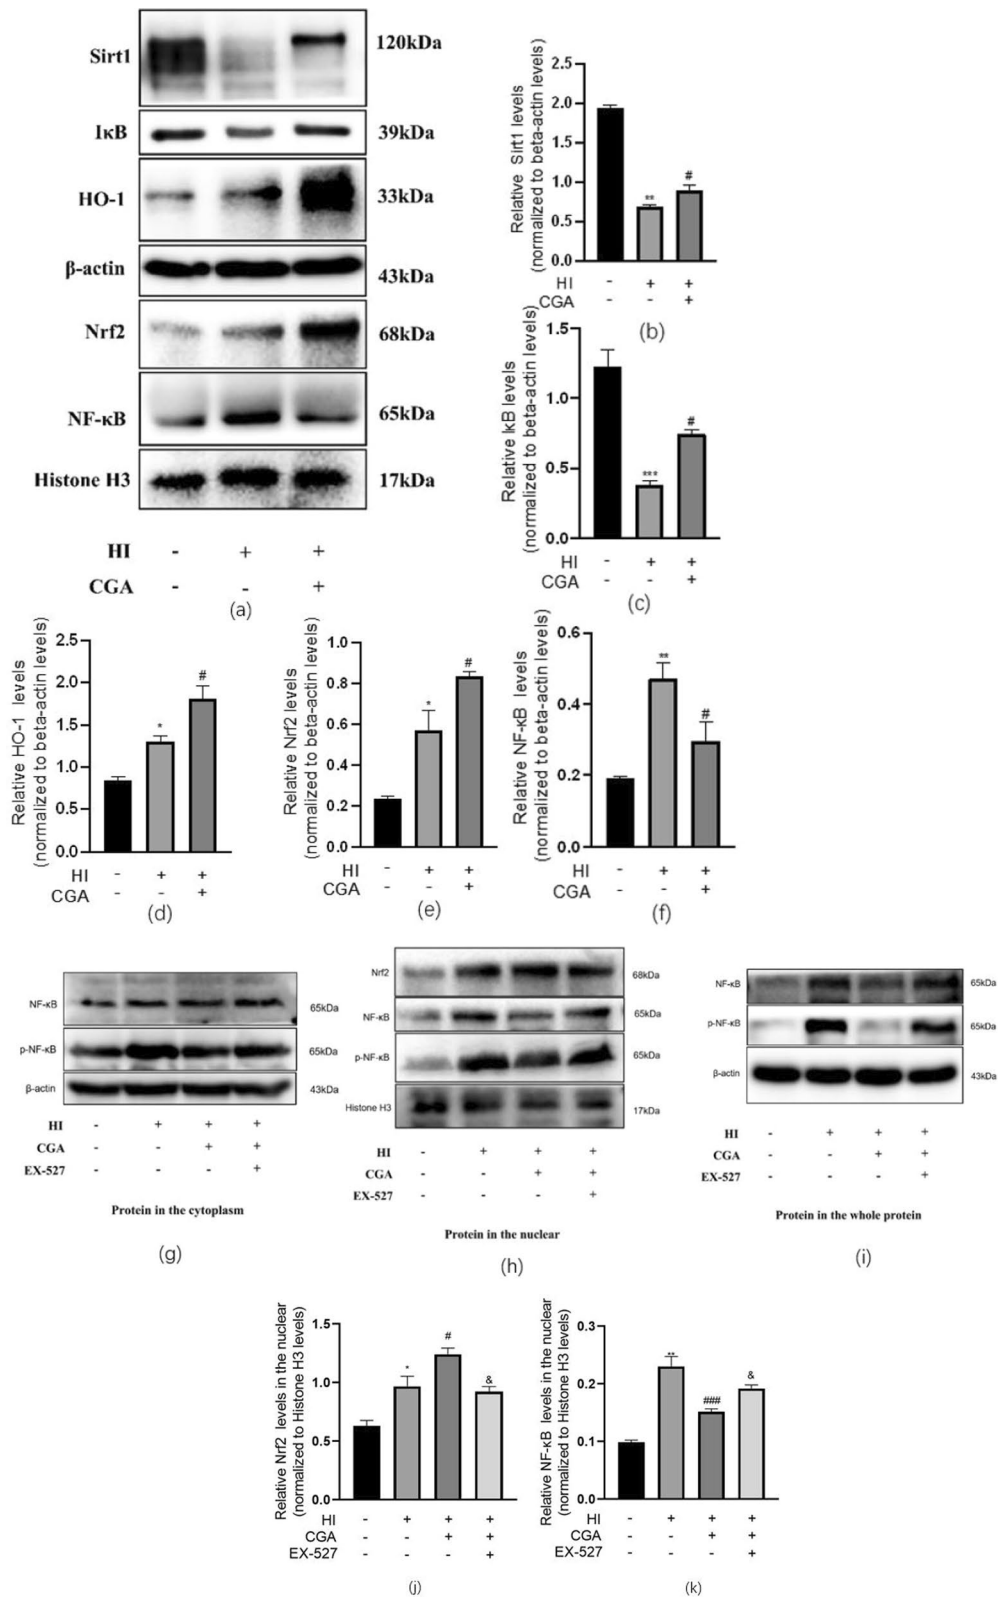 Sirt1 120kDa
IκB 39kDa
HO-1 33kDa
β-actin 43kDa
Nrf2 68kDa
NF-κB 65kDa
Histone H3 17kDa
HI - + +
CGA - - +
(a)
Relative Sirt1 levels
(normalized to beta-actin levels)
2.5
2.0
1.5
1.0
0.5
0.0
** #
HI - + +
CGA - - +
(b)
Relative IκB levels
(normalized to beta-actin levels)
1.5
1.0
0.5
0.0
*** #
HI - + +
CGA - - +
(c)
Relative HO-1 levels
(normalized to beta-actin levels)
2.5
2.0
1.5
1.0
0.5
0.0
* #
HI - + +
CGA - - +
(d)
Relative Nrf2 levels
(normalized to beta-actin levels)
1.0
0.8
0.6
0.4
0.2
0.0
* #
HI - + +
CGA - - +
(e)
Relative NF-κB levels
(normalized to beta-actin levels)
0.6
0.4
0.2
0.0
** #
HI - + +
CGA - - +
(f)
NF-κB 65kDa
p-NF-κB 65kDa
β-actin 43kDa
HI - + + +
CGA - - + +
EX-527 - - - +
Protein in the cytoplasm
(g)
Nrf2 68kDa
NF-κB 65kDa
p-NF-κB 65kDa
Histone H3 17kDa
HI - + + +
CGA - - + +
EX-527 - - - +
Protein in the nuclear
(h)
NF-κB 65kDa
p-NF-κB 65kDa
β-actin 43kDa
HI - + + +
CGA - - + +
EX-527 - - - +
Protein in the whole protein
(i)
Relative Nrf2 levels in the nuclear
(normalized to Histone H3 levels)
1.5
1.0
0.5
0.0
* # &
HI - + + +
CGA - - + +
EX-527 - - - +
(j)
Relative NF-κB levels in the nuclear
(normalized to Histone H3 levels)
0.3
0.2
0.1
0.0
** ### &
HI - + + +
CGA - - + +
EX-527 - - - +
(k)